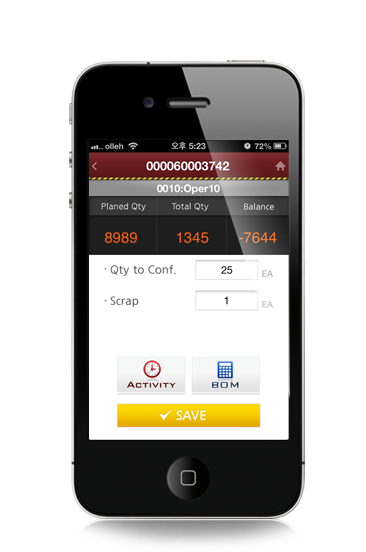 olleh 오후 5:23 72%
000060003742
0010:Oper10
Planed Qty Total Qty Balance
8989 1345 -7644
· Qty to Conf. 25 EA
· Scrap 1 EA
ACTIVITY BOM
SAVE